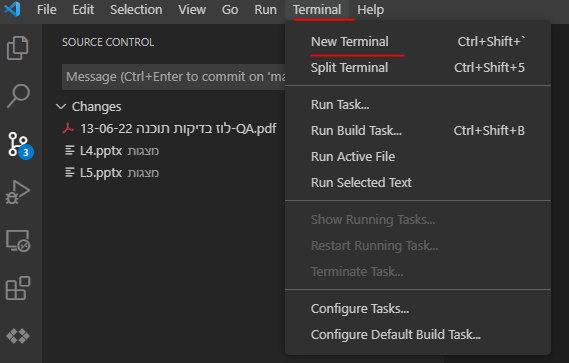 File Edit Selection View Go Run Terminal Help
SOURCE CONTROL
Message (Ctrl+Enter to commit on 'ma
Changes
לוז בדיקות תוכנה 13-06-22-QA.pdf
L4.pptx מצגות
L5.pptx מצגות
3
New Terminal Ctrl+Shift+`
Split Terminal Ctrl+Shift+5
Run Task...
Run Build Task... Ctrl+Shift+B
Run Active File
Run Selected Text
Show Running Tasks...
Restart Running Task...
Terminate Task...
Configure Tasks...
Configure Default Build Task...